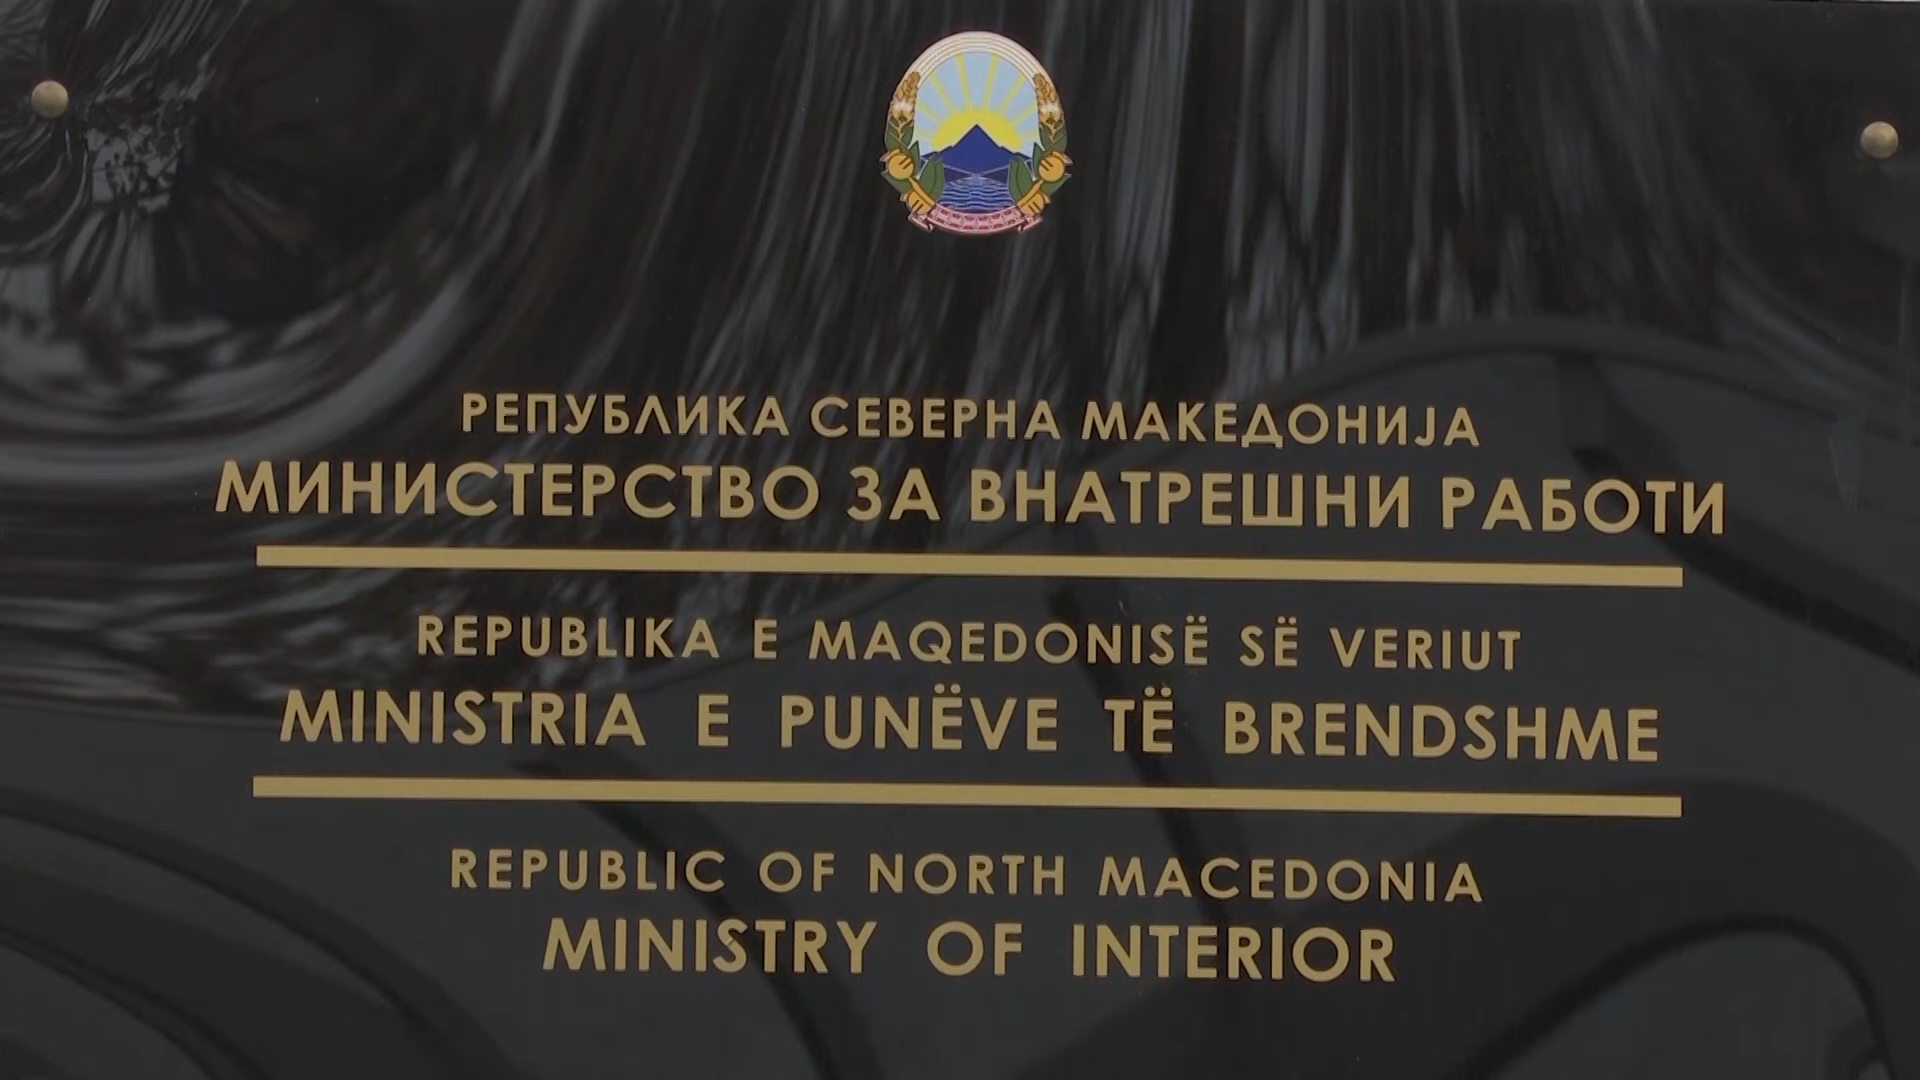 РЕПУБЛИКА СЕВЕРНА МАКЕДОНИЈА
МИНИСТЕРСТВО ЗА ВНАТРЕШНИ РАБОТИ
REPUBLIKA E MAQEDONISË SË VERIUT
MINISTRIA E PUNËVE TË BRENDSHME
REPUBLIC OF NORTH MACEDONIA
MINISTRY OF INTERIOR